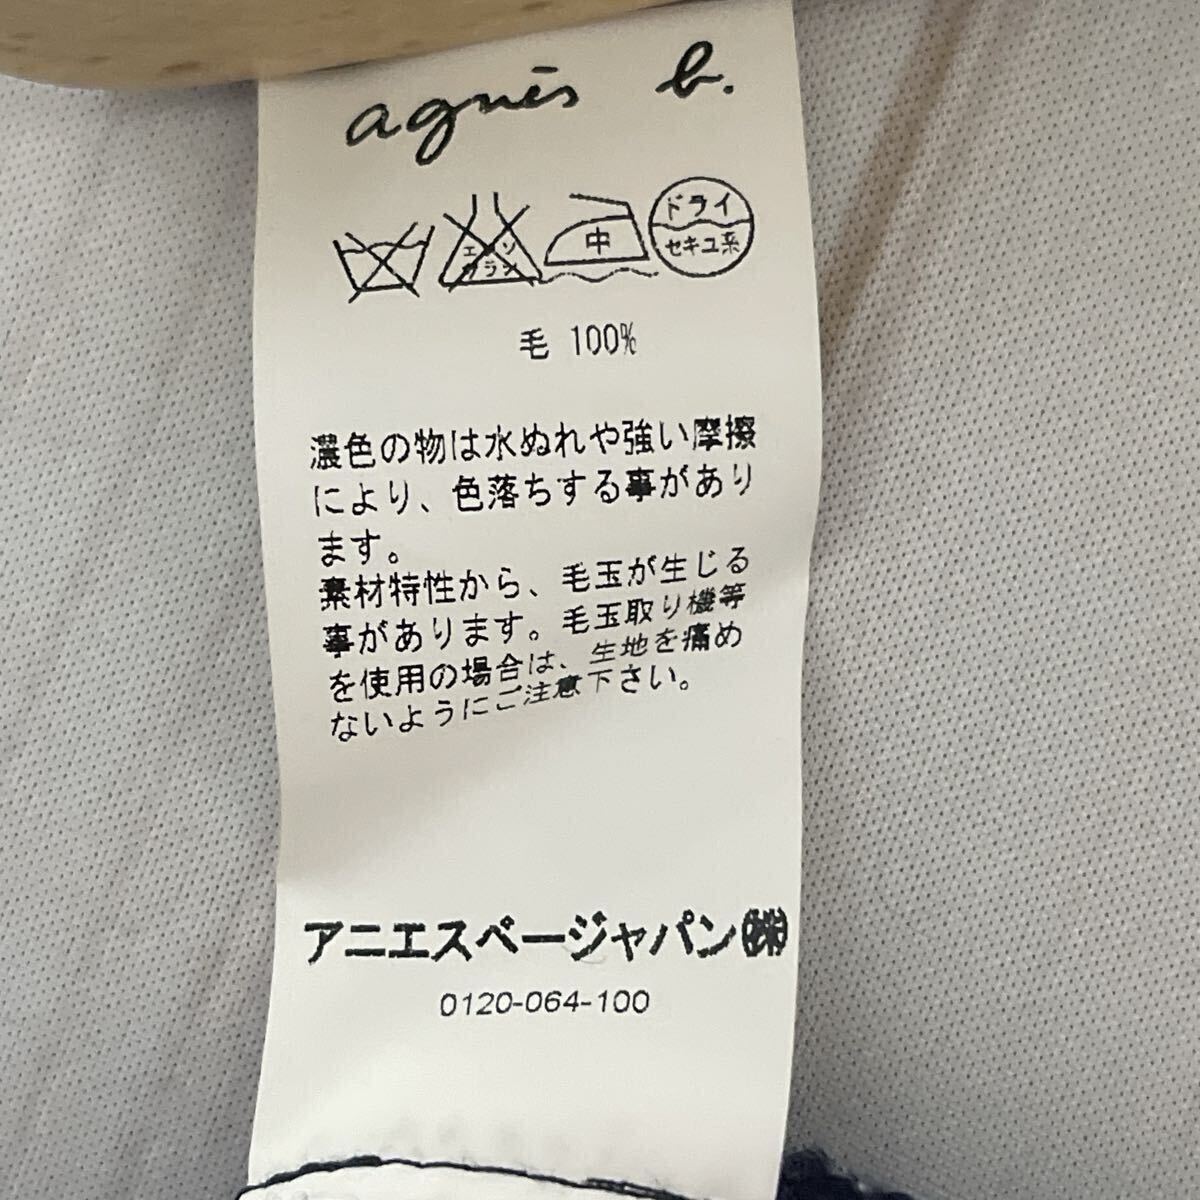 agnès b.
エンソ
サラシ
中
ドライ
セキユ系
毛 100%
濃色の物は水ぬれや強い摩擦
により、色落ちする事があり
ます。
素材特性から、毛玉が生じる
事があります。毛玉取り機等
を使用の場合は、生地を痛め
ないようにご注意下さい。
アニエスベージャパン㈱
0120-064-100